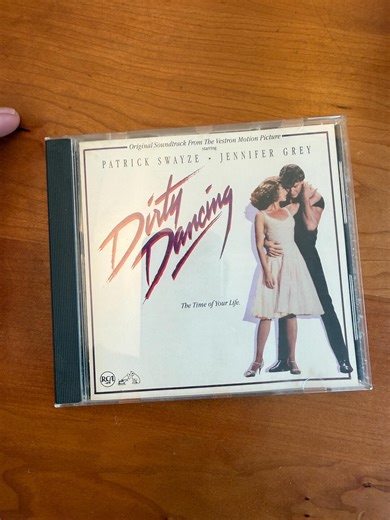 Original Soundtrack From The Vestron Motion Picture
starring
PATRICK SWAYZE • JENNIFER GREY
Dirty
Dancing
The Time of Your Life.
RCA